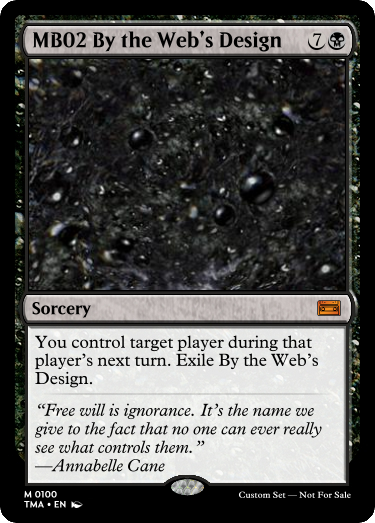 MB02 By the Web's Design 7
Sorcery
You control target player during that
player's next turn. Exile By the Web's
Design.
“Free will is ignorance. It's the name we
give to the fact that no one can ever really
see what controls them.”
—Annabelle Cane
M 0100
TMA • EN
Custom Set — Not For Sale